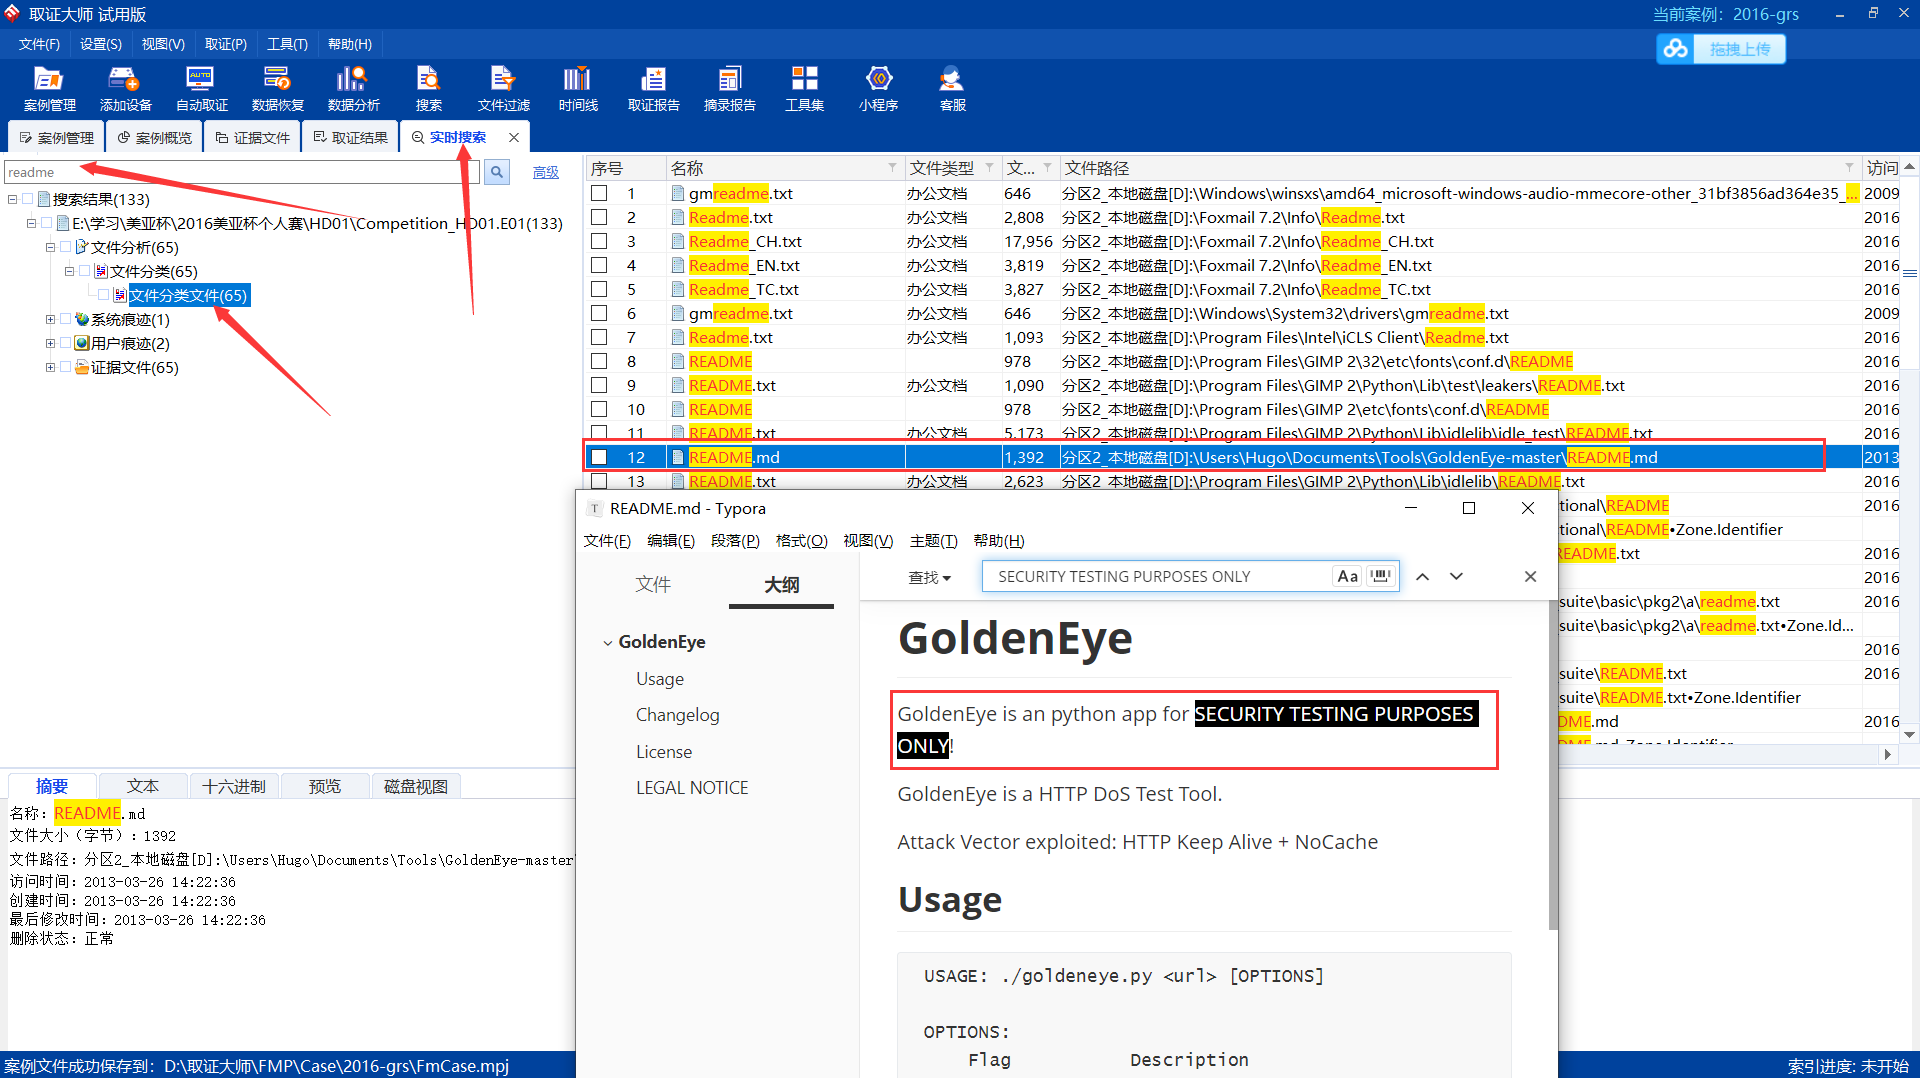 取证大师 试用版
当前案例：2016-grs
文件(F) 设置(S) 视图(V) 取证(P) 工具(T) 帮助(H)
拖拽上传
案例管理 添加设备 自动取证 数据恢复 数据分析 搜索 文件过滤 时间线 取证报告 摘录报告 工具集 小程序 客服
案例管理 案例概览 证据文件 取证结果 实时搜索
readme
高级
搜索结果(133)
E:\学习\美亚杯\2016美亚杯个人赛\HD01\Competition_HD01.E01(133)
文件分析(65)
文件分类(65)
文件分类文件(65)
系统痕迹(1)
用户痕迹(2)
证据文件(65)
序号 名称 文件类型 文... 文件路径 访问
1 gmreadme.txt 办公文档 646 分区2_本地磁盘[D]:\Windows\winsxs\amd64_microsoft-windows-audio-mmecore-other_31bf3856ad364e35_... 2009
2 Readme.txt 办公文档 2,808 分区2_本地磁盘[D]:\Foxmail 7.2\Info\Readme.txt 2016
3 Readme_CH.txt 办公文档 17,956 分区2_本地磁盘[D]:\Foxmail 7.2\Info\Readme_CH.txt 2016
4 Readme_EN.txt 办公文档 3,819 分区2_本地磁盘[D]:\Foxmail 7.2\Info\Readme_EN.txt 2016
5 Readme_TC.txt 办公文档 3,827 分区2_本地磁盘[D]:\Foxmail 7.2\Info\Readme_TC.txt 2016
6 gmreadme.txt 办公文档 646 分区2_本地磁盘[D]:\Windows\System32\drivers\gmreadme.txt 2009
7 Readme.txt 办公文档 1,093 分区2_本地磁盘[D]:\Program Files\Intel\iCLS Client\Readme.txt 2016
8 README 978 分区2_本地磁盘[D]:\Program Files\GIMP 2\32\etc\fonts\conf.d\README 2016
9 README.txt 办公文档 1,090 分区2_本地磁盘[D]:\Program Files\GIMP 2\Python\Lib\test\leakers\README.txt 2016
10 README 978 分区2_本地磁盘[D]:\Program Files\GIMP 2\etc\fonts\conf.d\README 2016
11 README.txt 办公文档 5,173 分区2_本地磁盘[D]:\Program Files\GIMP 2\Python\Lib\idlelib\idle_test\README.txt 2016
12 README.md 1,392 分区2_本地磁盘[D]:\Users\Hugo\Documents\Tools\GoldenEye-master\README.md 2013
13 README.txt 办公文档 2,623 分区2_本地磁盘[D]:\Program Files\GIMP 2\Python\Lib\idlelib\README.txt 2016
tional\README 2016
tional\README•Zone.Identifier
README.txt 2016
2016
suite\basic\pkg2\a\readme.txt 2016
suite\basic\pkg2\a\readme.txt•Zone.Id...
2016
suite\README.txt 2016
suite\README.txt•Zone.Identifier
DME.md 2016
README.md - Typora
文件(F) 编辑(E) 段落(P) 格式(O) 视图(V) 主题(T) 帮助(H)
文件 大纲
查找 SECURITY TESTING PURPOSES ONLY Aa
GoldenEye
Usage
Changelog
License
LEGAL NOTICE
GoldenEye
GoldenEye is an python app for SECURITY TESTING PURPOSES
ONLY!
GoldenEye is a HTTP DoS Test Tool.
Attack Vector exploited: HTTP Keep Alive + NoCache
Usage
USAGE: ./goldeneye.py <url> [OPTIONS]
OPTIONS:
Flag Description
摘要 文本 十六进制 预览 磁盘视图
名称：README.md
文件大小（字节）：1392
文件路径：分区2_本地磁盘[D]:\Users\Hugo\Documents\Tools\GoldenEye-master
访问时间：2013-03-26 14:22:36
创建时间：2013-03-26 14:22:36
最后修改时间：2013-03-26 14:22:36
删除状态：正常
案例文件成功保存到：D:\取证大师\FMP\Case\2016-grs\FmCase.mpj
索引进度: 未开始